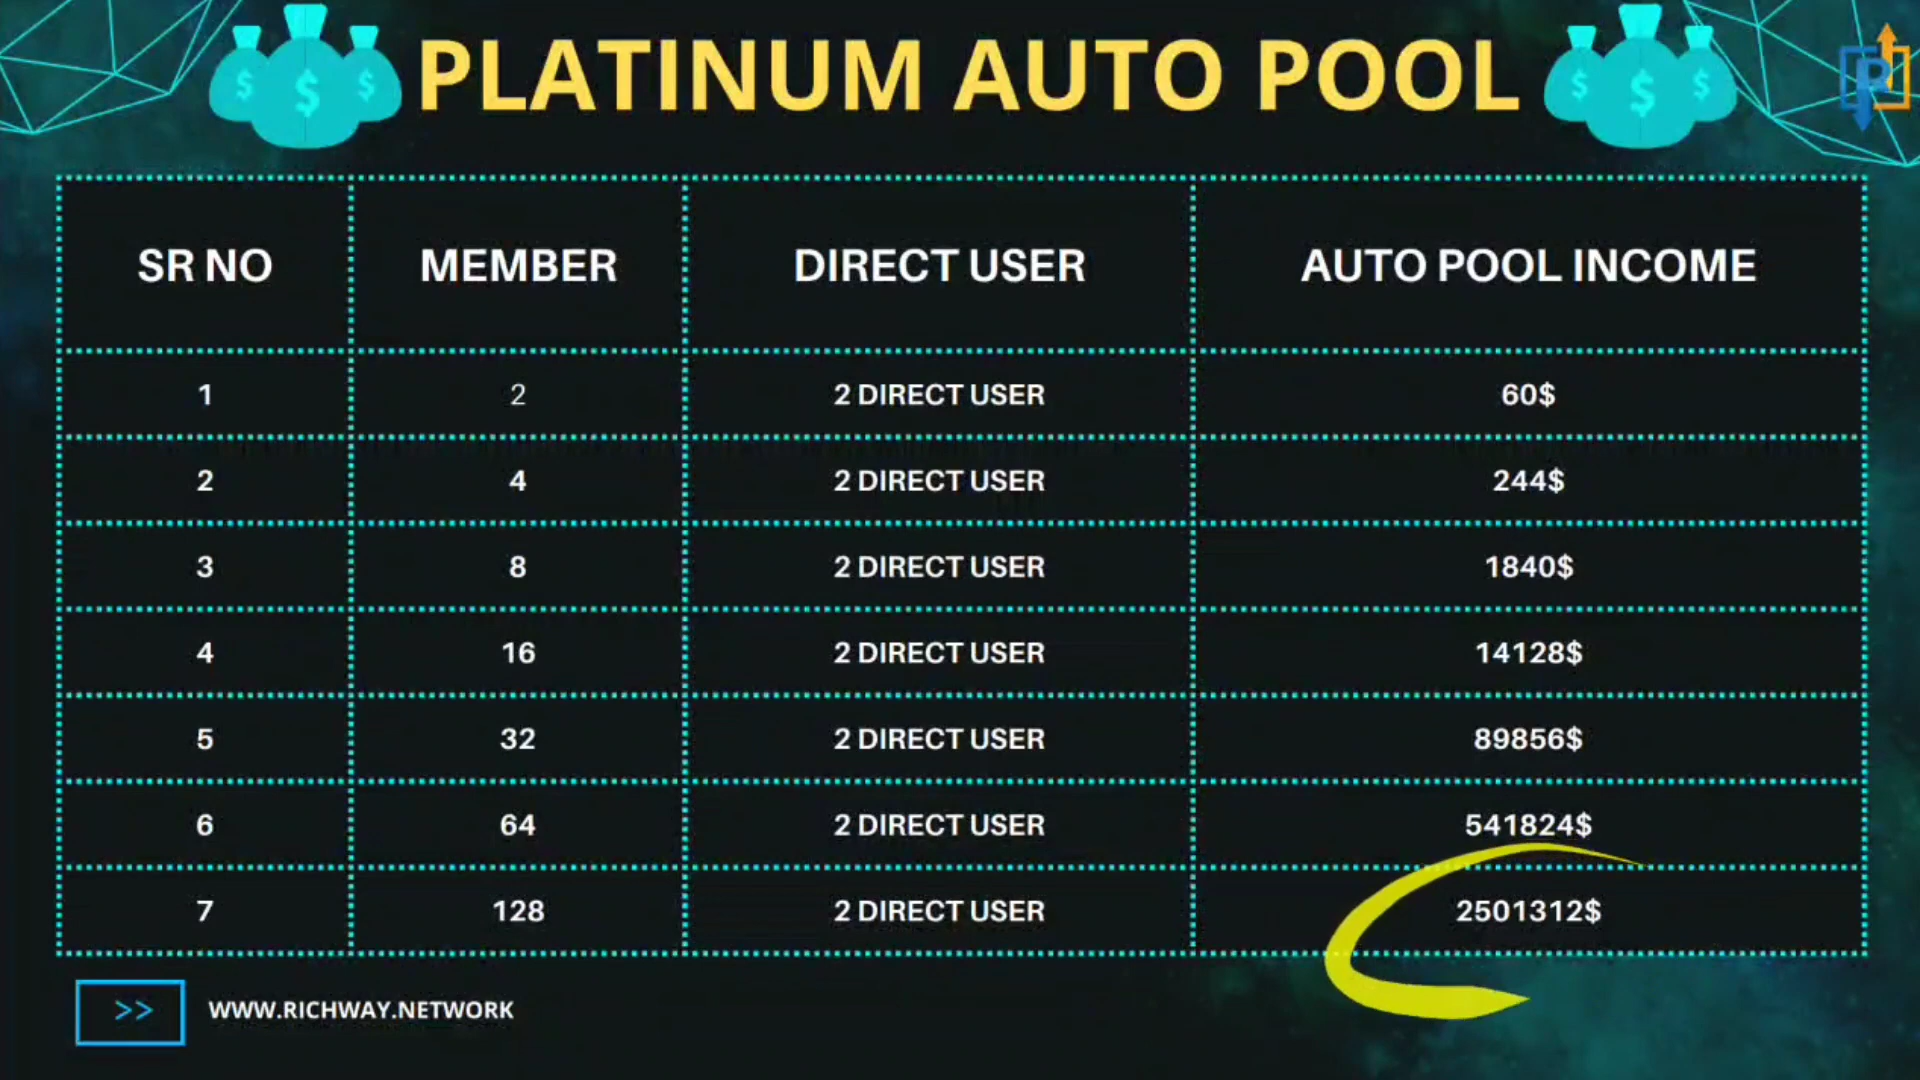 PLATINUM AUTO POOL
SR NO MEMBER DIRECT USER AUTO POOL INCOME
1 2 2 DIRECT USER 60$
2 4 2 DIRECT USER 244$
3 8 2 DIRECT USER 1840$
4 16 2 DIRECT USER 14128$
5 32 2 DIRECT USER 89856$
6 64 2 DIRECT USER 541824$
7 128 2 DIRECT USER 2501312$
>> WWW.RICHWAY.NETWORK